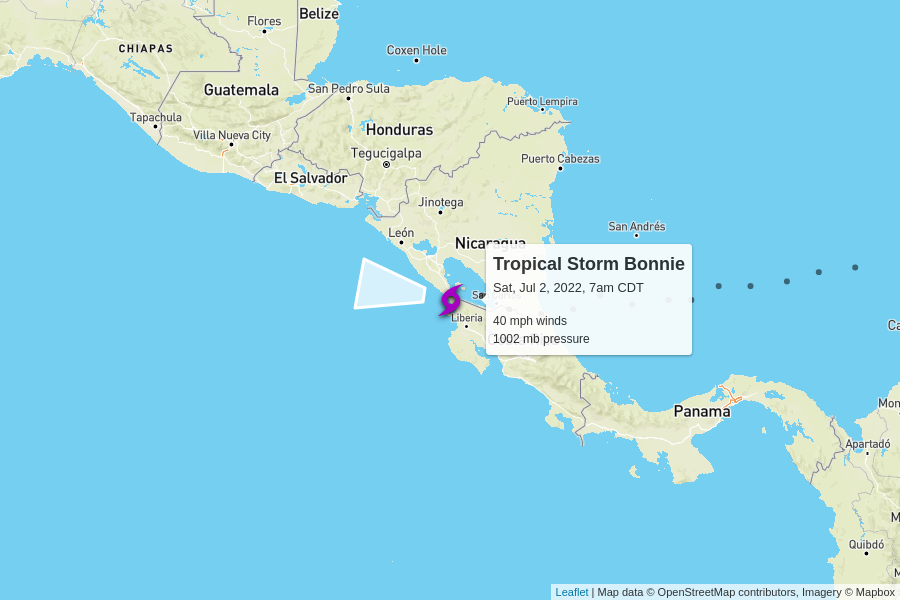 Belize
Flores
CHIAPAS
Coxen Hole
Guatemala
San Pedro Sula
Puerto Lempira
Tapachula
Villa Nueva City
Honduras
Tegucigalpa
Puerto Cabezas
El Salvador
Jinotega
San Andrés
León
Nicaragua
Tropical Storm Bonnie
Sat, Jul 2, 2022, 7am CDT
40 mph winds
1002 mb pressure
Liberia
Panama
Apartadó
Quibdó
Leaflet | Map data © OpenStreetMap contributors, Imagery © Mapbox